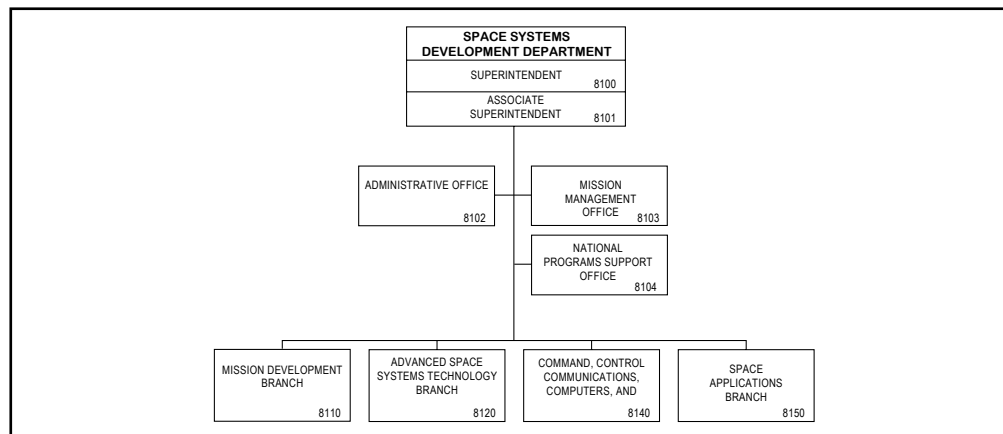 SPACE SYSTEMS
DEVELOPMENT DEPARTMENT
SUPERINTENDENT
8100
ASSOCIATE
SUPERINTENDENT
8101
ADMINISTRATIVE OFFICE
8102
MISSION
MANAGEMENT
OFFICE
8103
NATIONAL
PROGRAMS SUPPORT
OFFICE
8104
MISSION DEVELOPMENT
BRANCH
8110
ADVANCED SPACE
SYSTEMS TECHNOLOGY
BRANCH
8120
COMMAND, CONTROL
COMMUNICATIONS,
COMPUTERS, AND
8140
SPACE
APPLICATIONS
BRANCH
8150